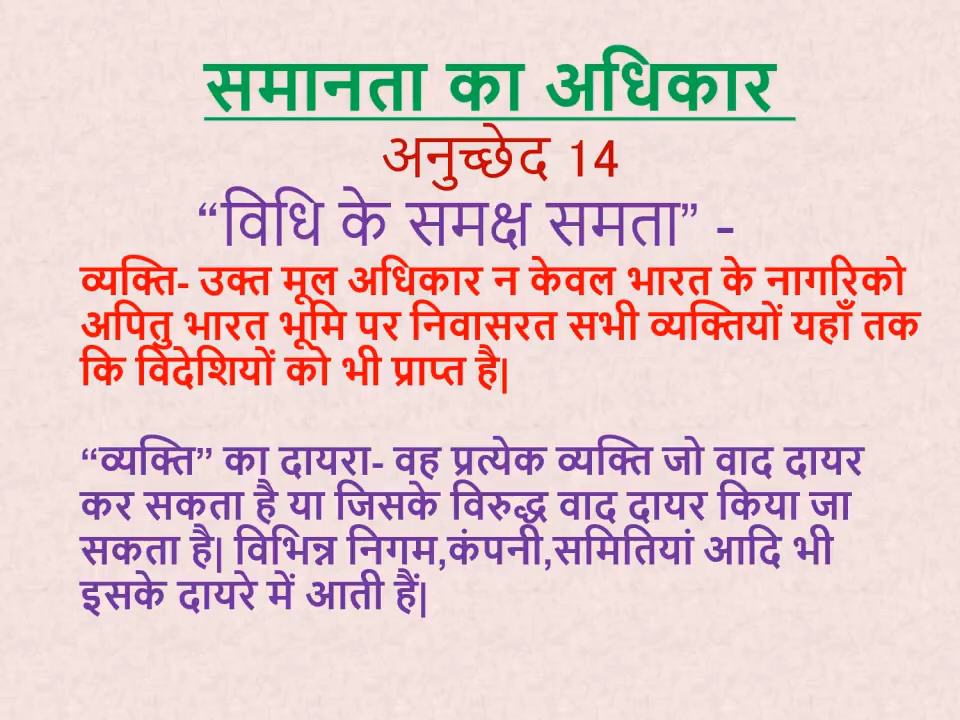 समानता का अधिकार
अनुच्छेद 14
“विधि के समक्ष समता” -
व्यक्ति- उक्त मूल अधिकार न केवल भारत के नागरिको
अपितु भारत भूमि पर निवासरत सभी व्यक्तियों यहाँ तक
कि विदेशियों को भी प्राप्त है|
“व्यक्ति” का दायरा- वह प्रत्येक व्यक्ति जो वाद दायर
कर सकता है या जिसके विरुद्ध वाद दायर किया जा
सकता है| विभिन्न निगम,कंपनी,समितियां आदि भी
इसके दायरे में आती हैं|